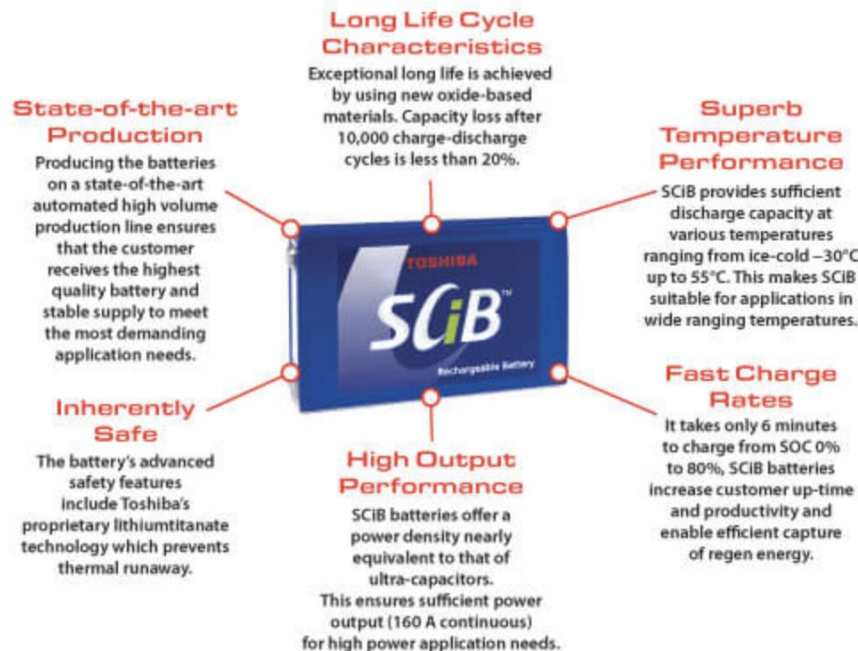 Long Life Cycle
Characteristics
Exceptional long life is achieved
by using new oxide-based
materials. Capacity loss after
10,000 charge-discharge
cycles is less than 20%.
State-of-the-art
Production
Producing the batteries
on a state-of-the-art
automated high volume
production line ensures
that the customer
receives the highest
quality battery and
stable supply to meet
the most demanding
application needs.
Superb
Temperature
Performance
SCiB provides sufficient
discharge capacity at
various temperatures
ranging from ice-cold –30°C
up to 55°C. This makes SCiB
suitable for applications in
wide ranging temperatures.
TOSHIBA
SCiB™
Rechargeable Battery
Inherently
Safe
The battery's advanced
safety features
include Toshiba's
proprietary lithiumtitanate
technology which prevents
thermal runaway.
High Output
Performance
SCiB batteries offer a
power density nearly
equivalent to that of
ultra-capacitors.
This ensures sufficient power
output (160 A continuous)
for high power application needs.
Fast Charge
Rates
It takes only 6 minutes
to charge from SOC 0%
to 80%, SCiB batteries
increase customer up-time
and productivity and
enable efficient capture
of regen energy.